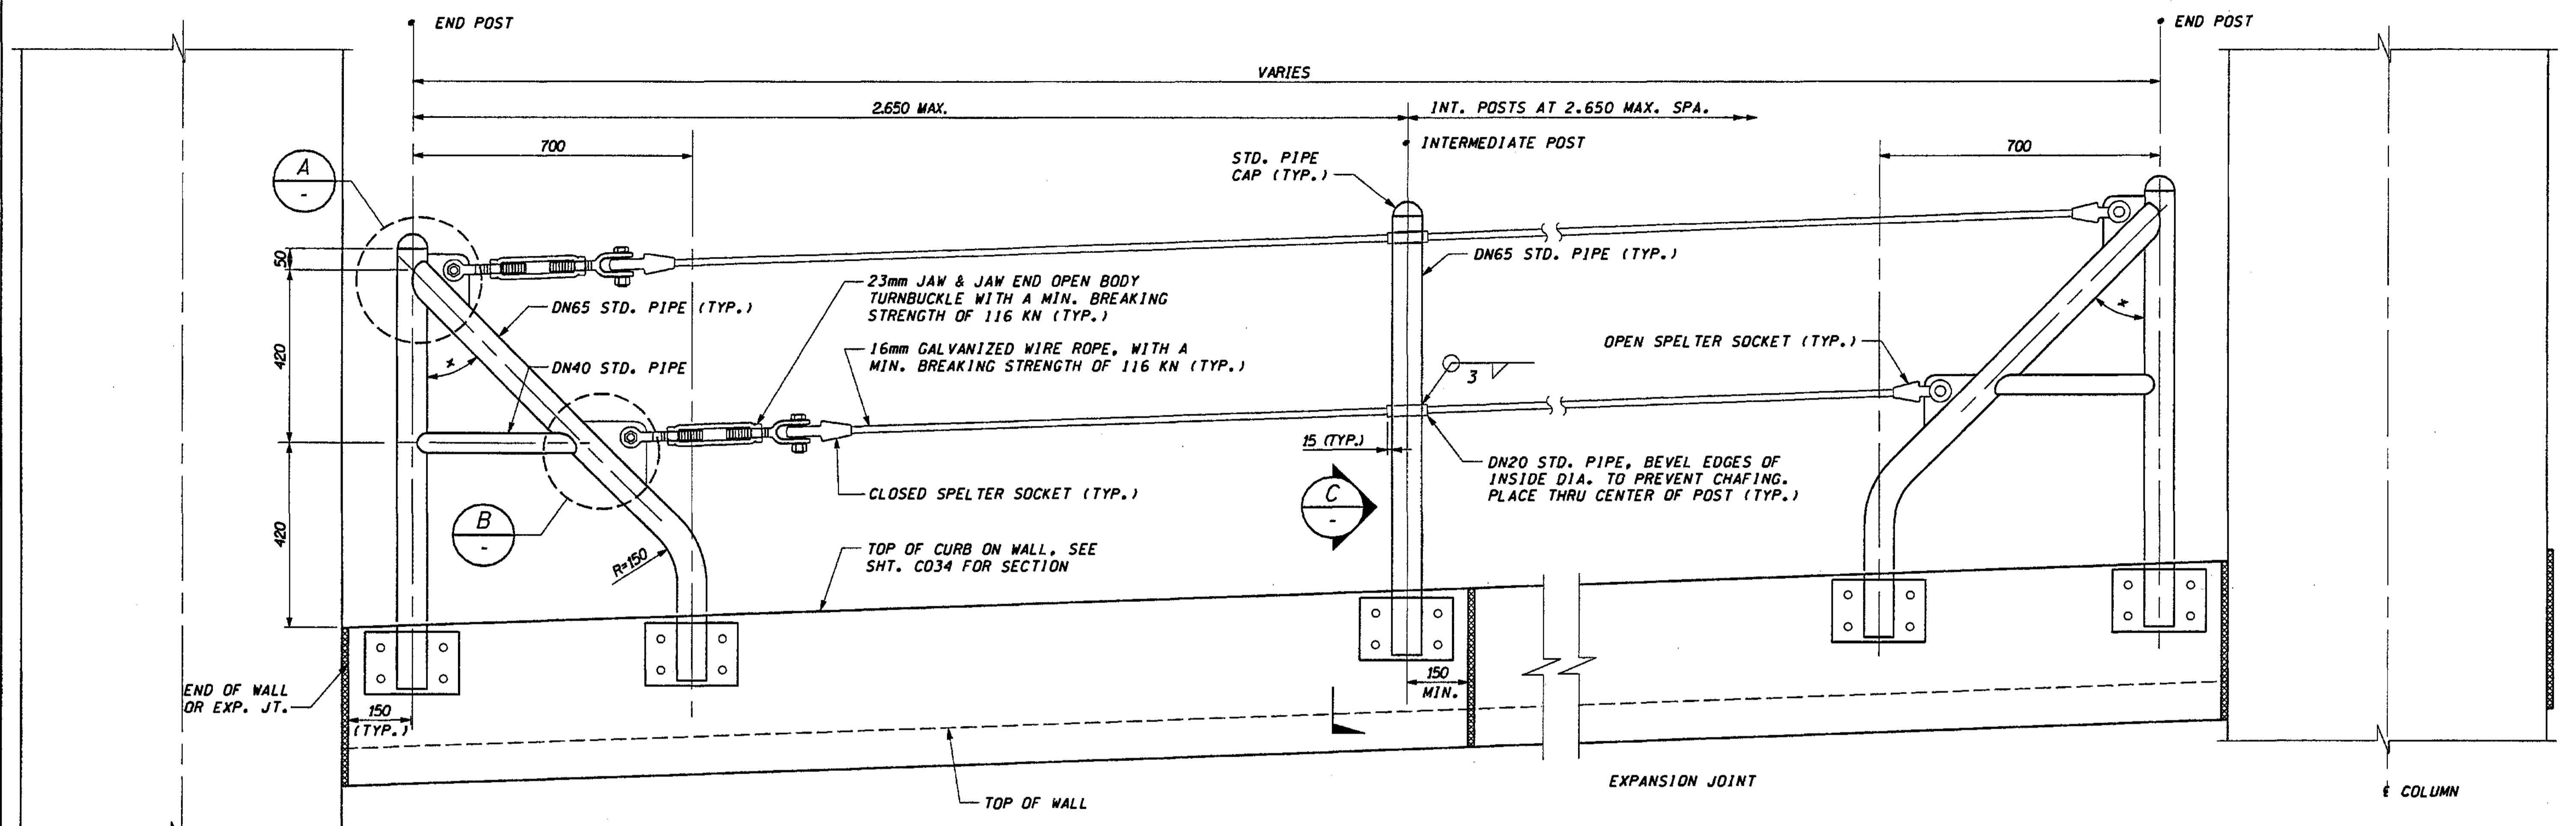 END POST
END POST
VARIES
2.650 MAX.
INT. POSTS AT 2.650 MAX. SPA.
700
INTERMEDIATE POST
700
STD. PIPE
CAP (TYP.)
A
-
50
DN65 STD. PIPE (TYP.)
23mm JAW & JAW END OPEN BODY
TURNBUCKLE WITH A MIN. BREAKING
STRENGTH OF 116 KN (TYP.)
DN65 STD. PIPE (TYP.)
x
420
x
DN40 STD. PIPE
16mm GALVANIZED WIRE ROPE, WITH A
MIN. BREAKING STRENGTH OF 116 KN (TYP.)
OPEN SPELTER SOCKET (TYP.)
3
15 (TYP.)
DN20 STD. PIPE, BEVEL EDGES OF
INSIDE DIA. TO PREVENT CHAFING.
PLACE THRU CENTER OF POST (TYP.)
CLOSED SPELTER SOCKET (TYP.)
C
-
B
-
420
R=150
TOP OF CURB ON WALL, SEE
SHT. C034 FOR SECTION
END OF WALL
OR EXP. JT.
150
(TYP.)
150
MIN.
EXPANSION JOINT
TOP OF WALL
℄ COLUMN